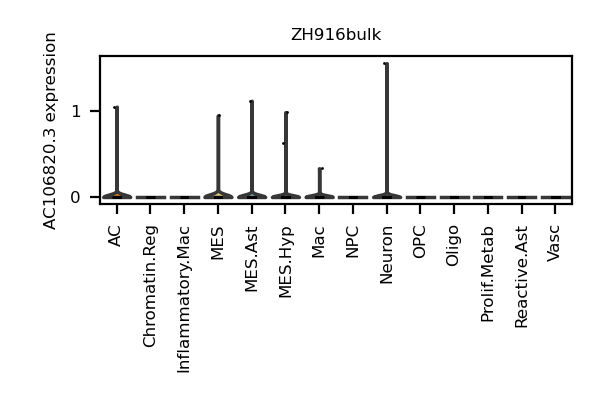 ZH916bulk
AC106820.3 expression
1
0
AC
Chromatin.Reg
Inflammatory.Mac
MES
MES.Ast
MES.Hyp
Mac
NPC
Neuron
OPC
Oligo
Prolif.Metab
Reactive.Ast
Vasc